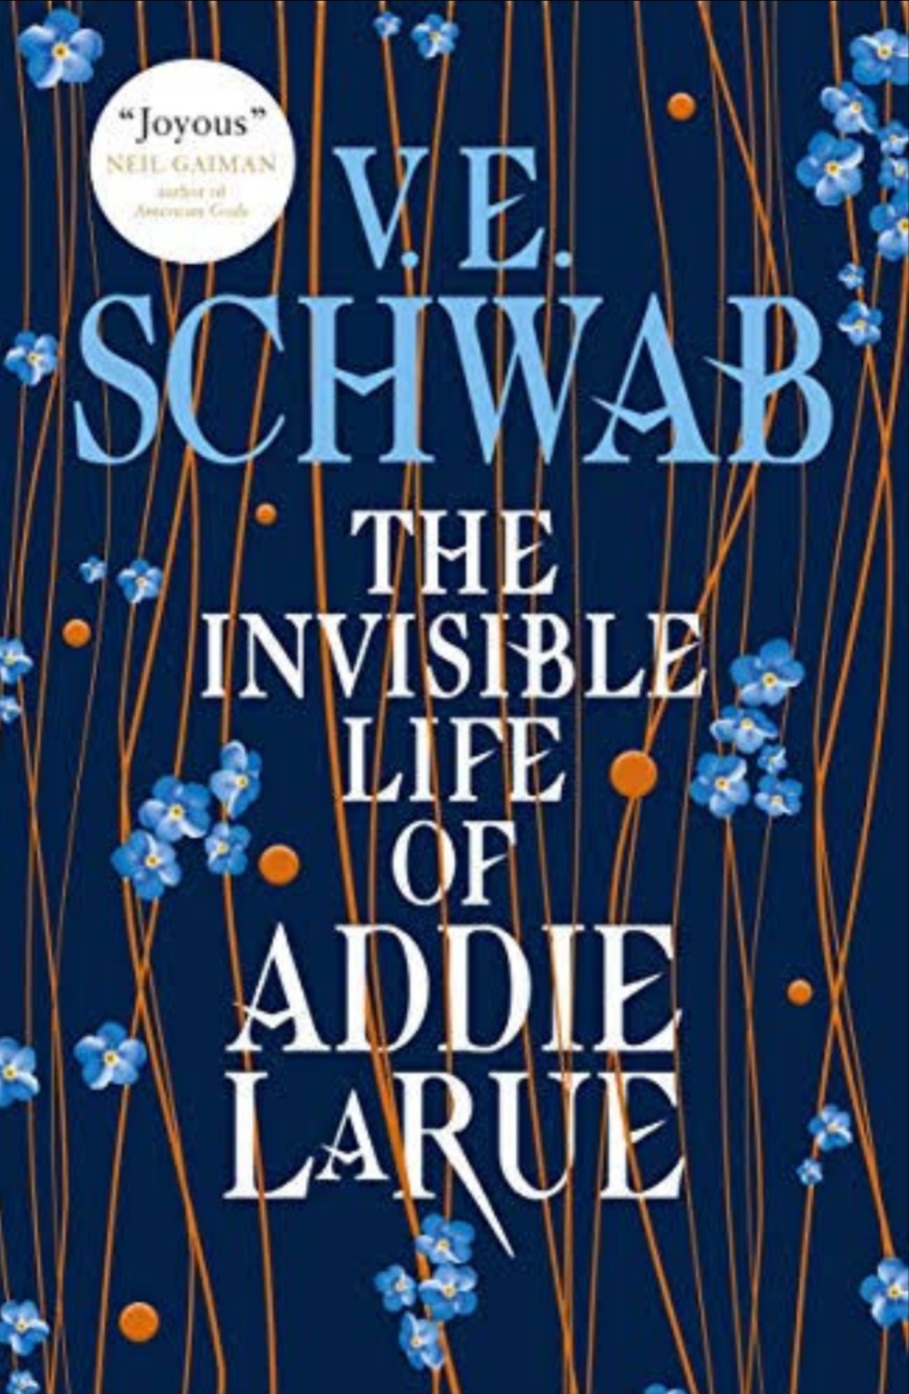 “Joyous”
NEIL GAIMAN
author of
American Gods
V. E.
SCHWAB
THE
INVISIBLE
LIFE
OF
ADDIE
LARUE